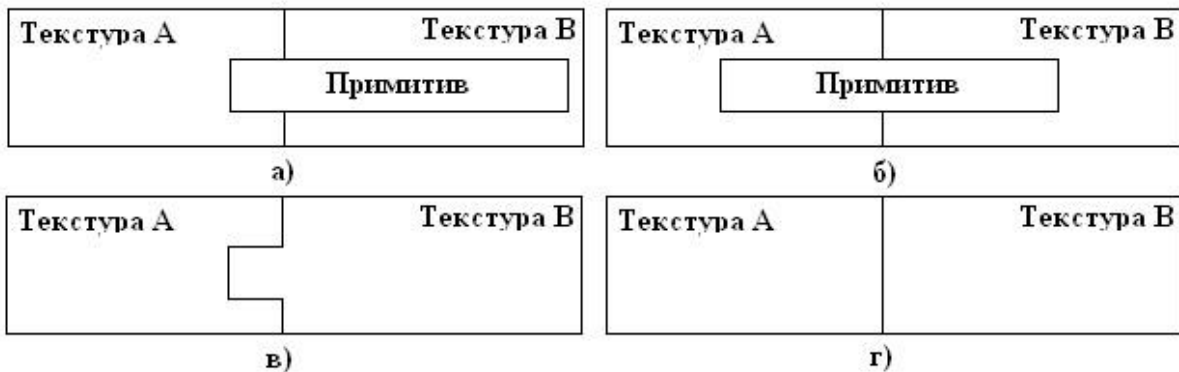 Текстура А Текстура В
Примитив
а)
Текстура А Текстура В
Примитив
б)
Текстура А Текстура В
в)
Текстура А Текстура В
г)